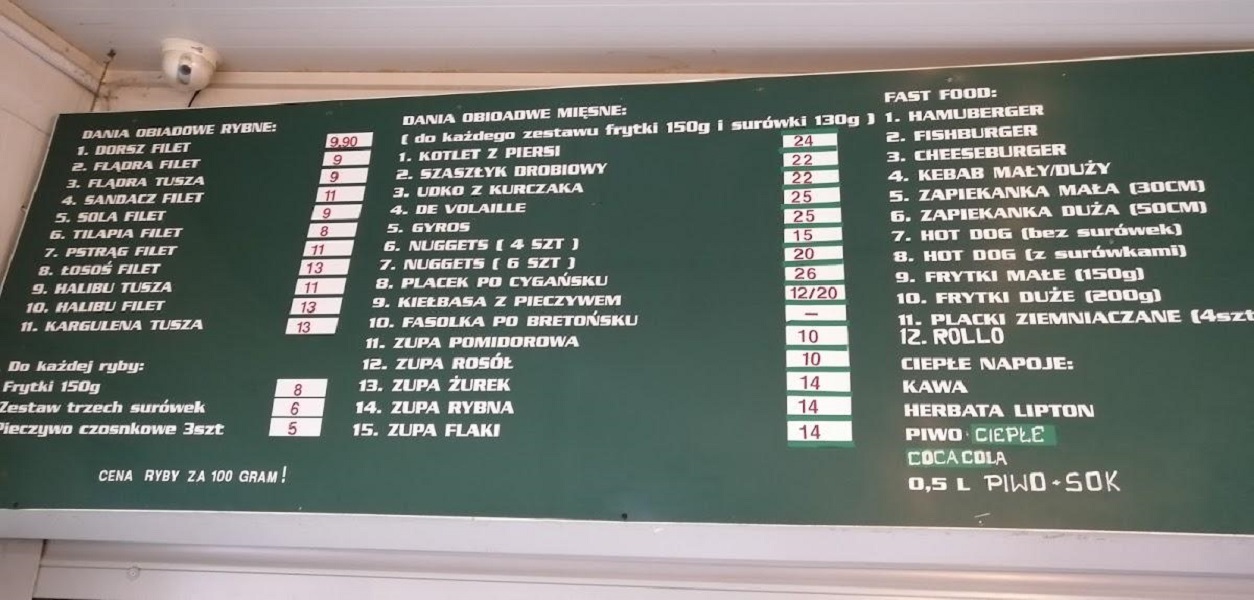 DANIA OBIADOWE RYBNE:
1. DORSZ FILET 9.90
2. FLĄDRA FILET 9
3. FLĄDRA TUSZA 9
4. SANDACZ FILET 11
5. SOLA FILET 9
6. TILAPIA FILET 8
7. PSTRĄG FILET 11
8. ŁOSOŚ FILET 13
9. HALIBU TUSZA 11
10. HALIBU FILET 13
11. KARGULENA TUSZA 13
Do każdej ryby:
Frytki 150g 8
Zestaw trzech surówek 6
Pieczywo czosnkowe 3szt 5
CENA RYBY ZA 100 GRAM!
DANIA OBIOADWE MIĘSNE:
( do każdego zestawu frytki 150g i surówki 130g )
1. KOTLET Z PIERSI 24
2. SZASZŁYK DROBIOWY 22
3. UDKO Z KURCZAKA 22
4. DE VOLAILLE 25
5. GYROS 25
6. NUGGETS ( 4 SZT ) 15
7. NUGGETS ( 6 SZT ) 20
8. PLACEK PO CYGAŃSKU 26
9. KIEŁBASA Z PIECZYWEM 12/20
10. FASOLKA PO BRETOŃSKU –
11. ZUPA POMIDOROWA 10
12. ZUPA ROSÓŁ 10
13. ZUPA ŻUREK 14
14. ZUPA RYBNA 14
15. ZUPA FLAKI 14
FAST FOOD:
1. HAMUBERGER
2. FISHBURGER
3. CHEESEBURGER
4. KEBAB MAŁY/DUŻY
5. ZAPIEKANKA MAŁA (30CM)
6. ZAPIEKANKA DUŻA (50CM)
7. HOT DOG (bez surówek)
8. HOT DOG (z surówkami)
9. FRYTKI MAŁE (150g)
10. FRYTKI DUŻE (200g)
11. PLACKI ZIEMNIACZANE (4szt
12. ROLLO
CIEPŁE NAPOJE:
KAWA
HERBATA LIPTON
PIWO CIEPŁE
COCA COLA
0,5 L PIWO + SOK